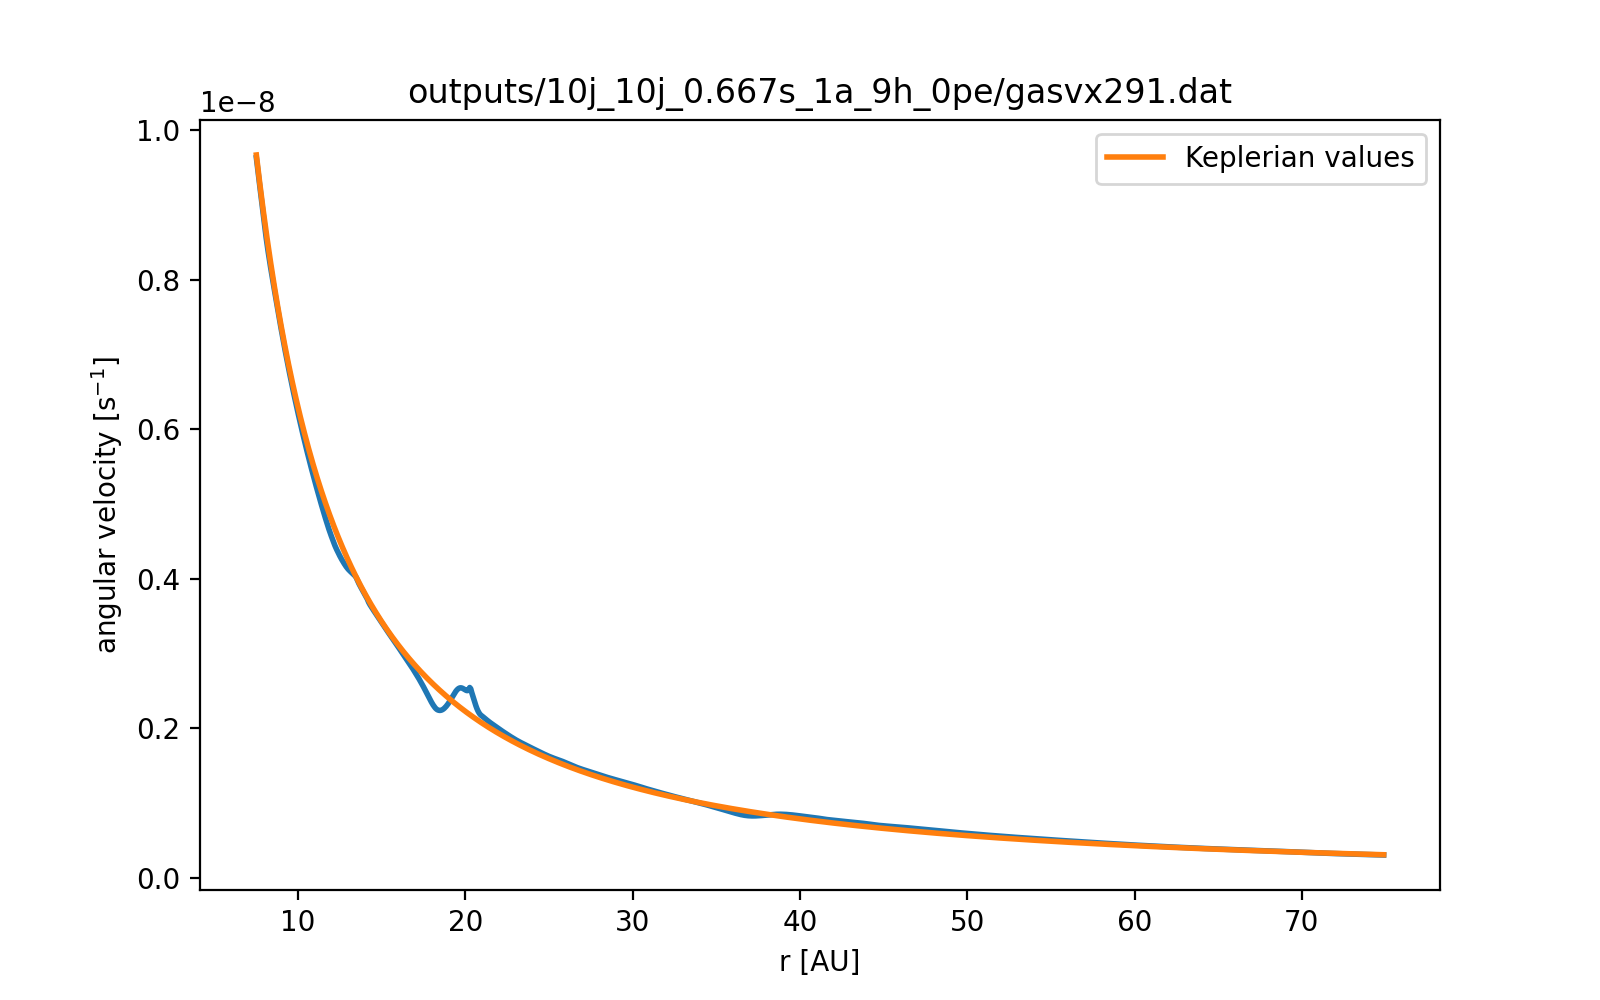 outputs/10j_10j_0.667s_1a_9h_0pe/gasvx291.dat
1e−8
Keplerian values
1.0
0.8
0.6
0.4
0.2
0.0
angular velocity [s⁻¹]
10 20 30 40 50 60 70
r [AU]